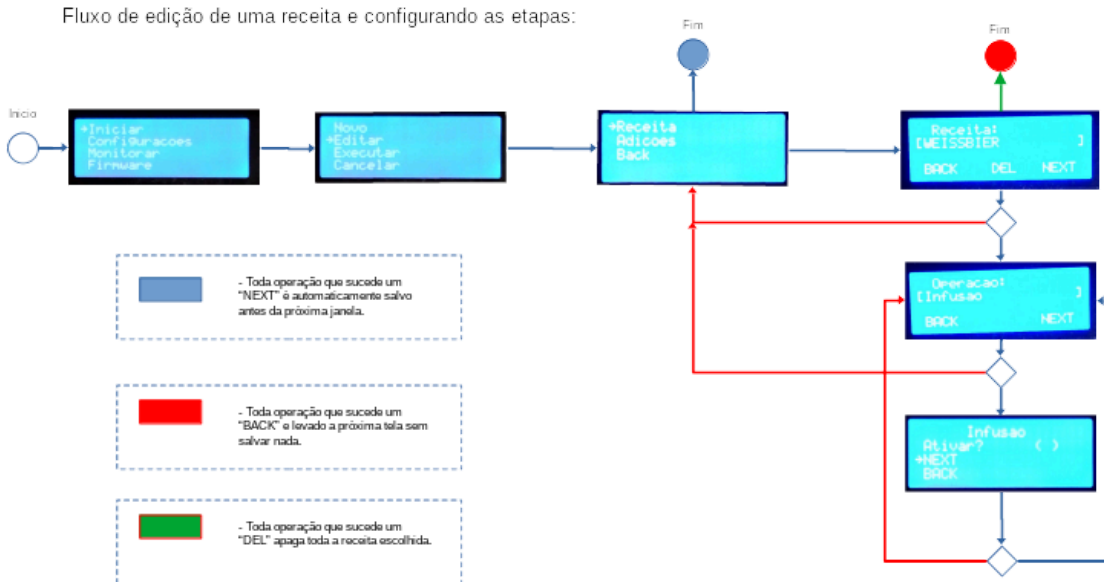 Fluxo de edição de uma receita e configurando as etapas:
Inicio
Fim
Fim
→Iniciar
Configuracoes
Monitorar
Firmware
Novo
→Editar
Executar
Cancelar
→Receita
Adicoes
Back
Receita:
[WEISSBIER ]
BACK DEL NEXT
Operacao:
[Infusao ]
BACK NEXT
Infusao
Ativar? ( )
→NEXT
BACK
- Toda operação que sucede um
“NEXT” é automaticamente salvo
antes da próxima janela.
- Toda operação que sucede um
“BACK” e levado a próxima tela sem
salvar nada.
- Toda operação que sucede um
“DEL” apaga toda a receita escolhida.